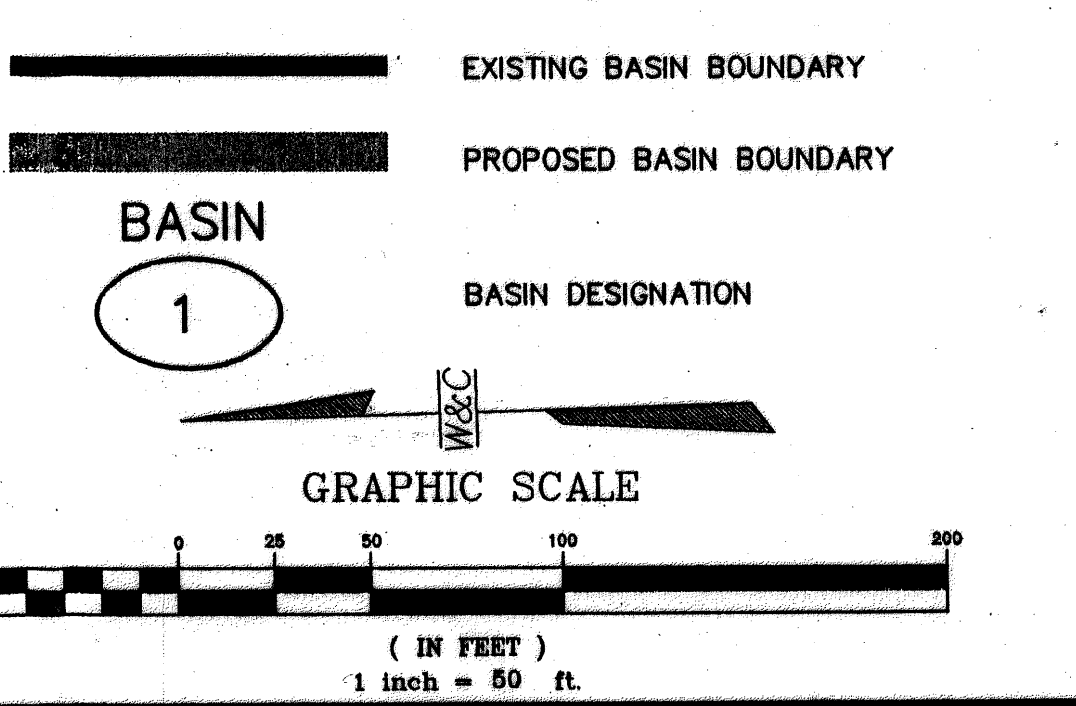 EXISTING BASIN BOUNDARY
PROPOSED BASIN BOUNDARY
BASIN
1
BASIN DESIGNATION
W&C
GRAPHIC SCALE
0 25 50 100 200
( IN FEET )
1 inch = 50 ft.